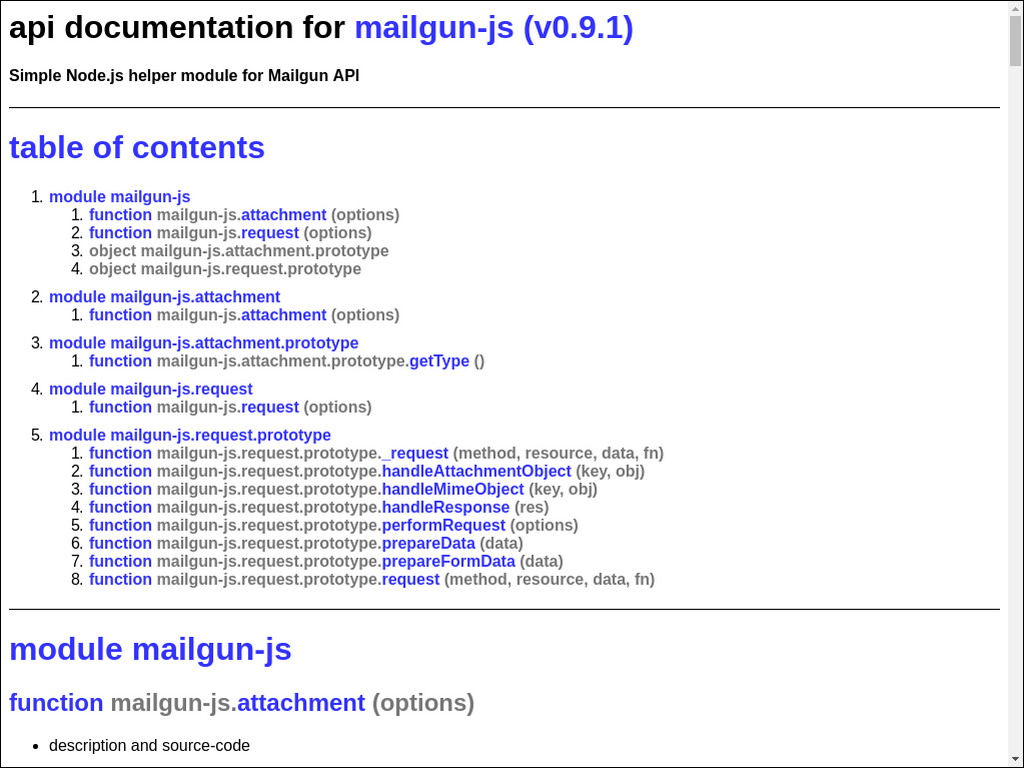 api documentation for mailgun-js (v0.9.1)
Simple Node.js helper module for Mailgun API
table of contents
1. module mailgun-js
1. function mailgun-js.attachment (options)
2. function mailgun-js.request (options)
3. object mailgun-js.attachment.prototype
4. object mailgun-js.request.prototype
2. module mailgun-js.attachment
1. function mailgun-js.attachment (options)
3. module mailgun-js.attachment.prototype
1. function mailgun-js.attachment.prototype.getType ()
4. module mailgun-js.request
1. function mailgun-js.request (options)
5. module mailgun-js.request.prototype
1. function mailgun-js.request.prototype._request (method, resource, data, fn)
2. function mailgun-js.request.prototype.handleAttachmentObject (key, obj)
3. function mailgun-js.request.prototype.handleMimeObject (key, obj)
4. function mailgun-js.request.prototype.handleResponse (res)
5. function mailgun-js.request.prototype.performRequest (options)
6. function mailgun-js.request.prototype.prepareData (data)
7. function mailgun-js.request.prototype.prepareFormData (data)
8. function mailgun-js.request.prototype.request (method, resource, data, fn)
module mailgun-js
function mailgun-js.attachment (options)
• description and source-code